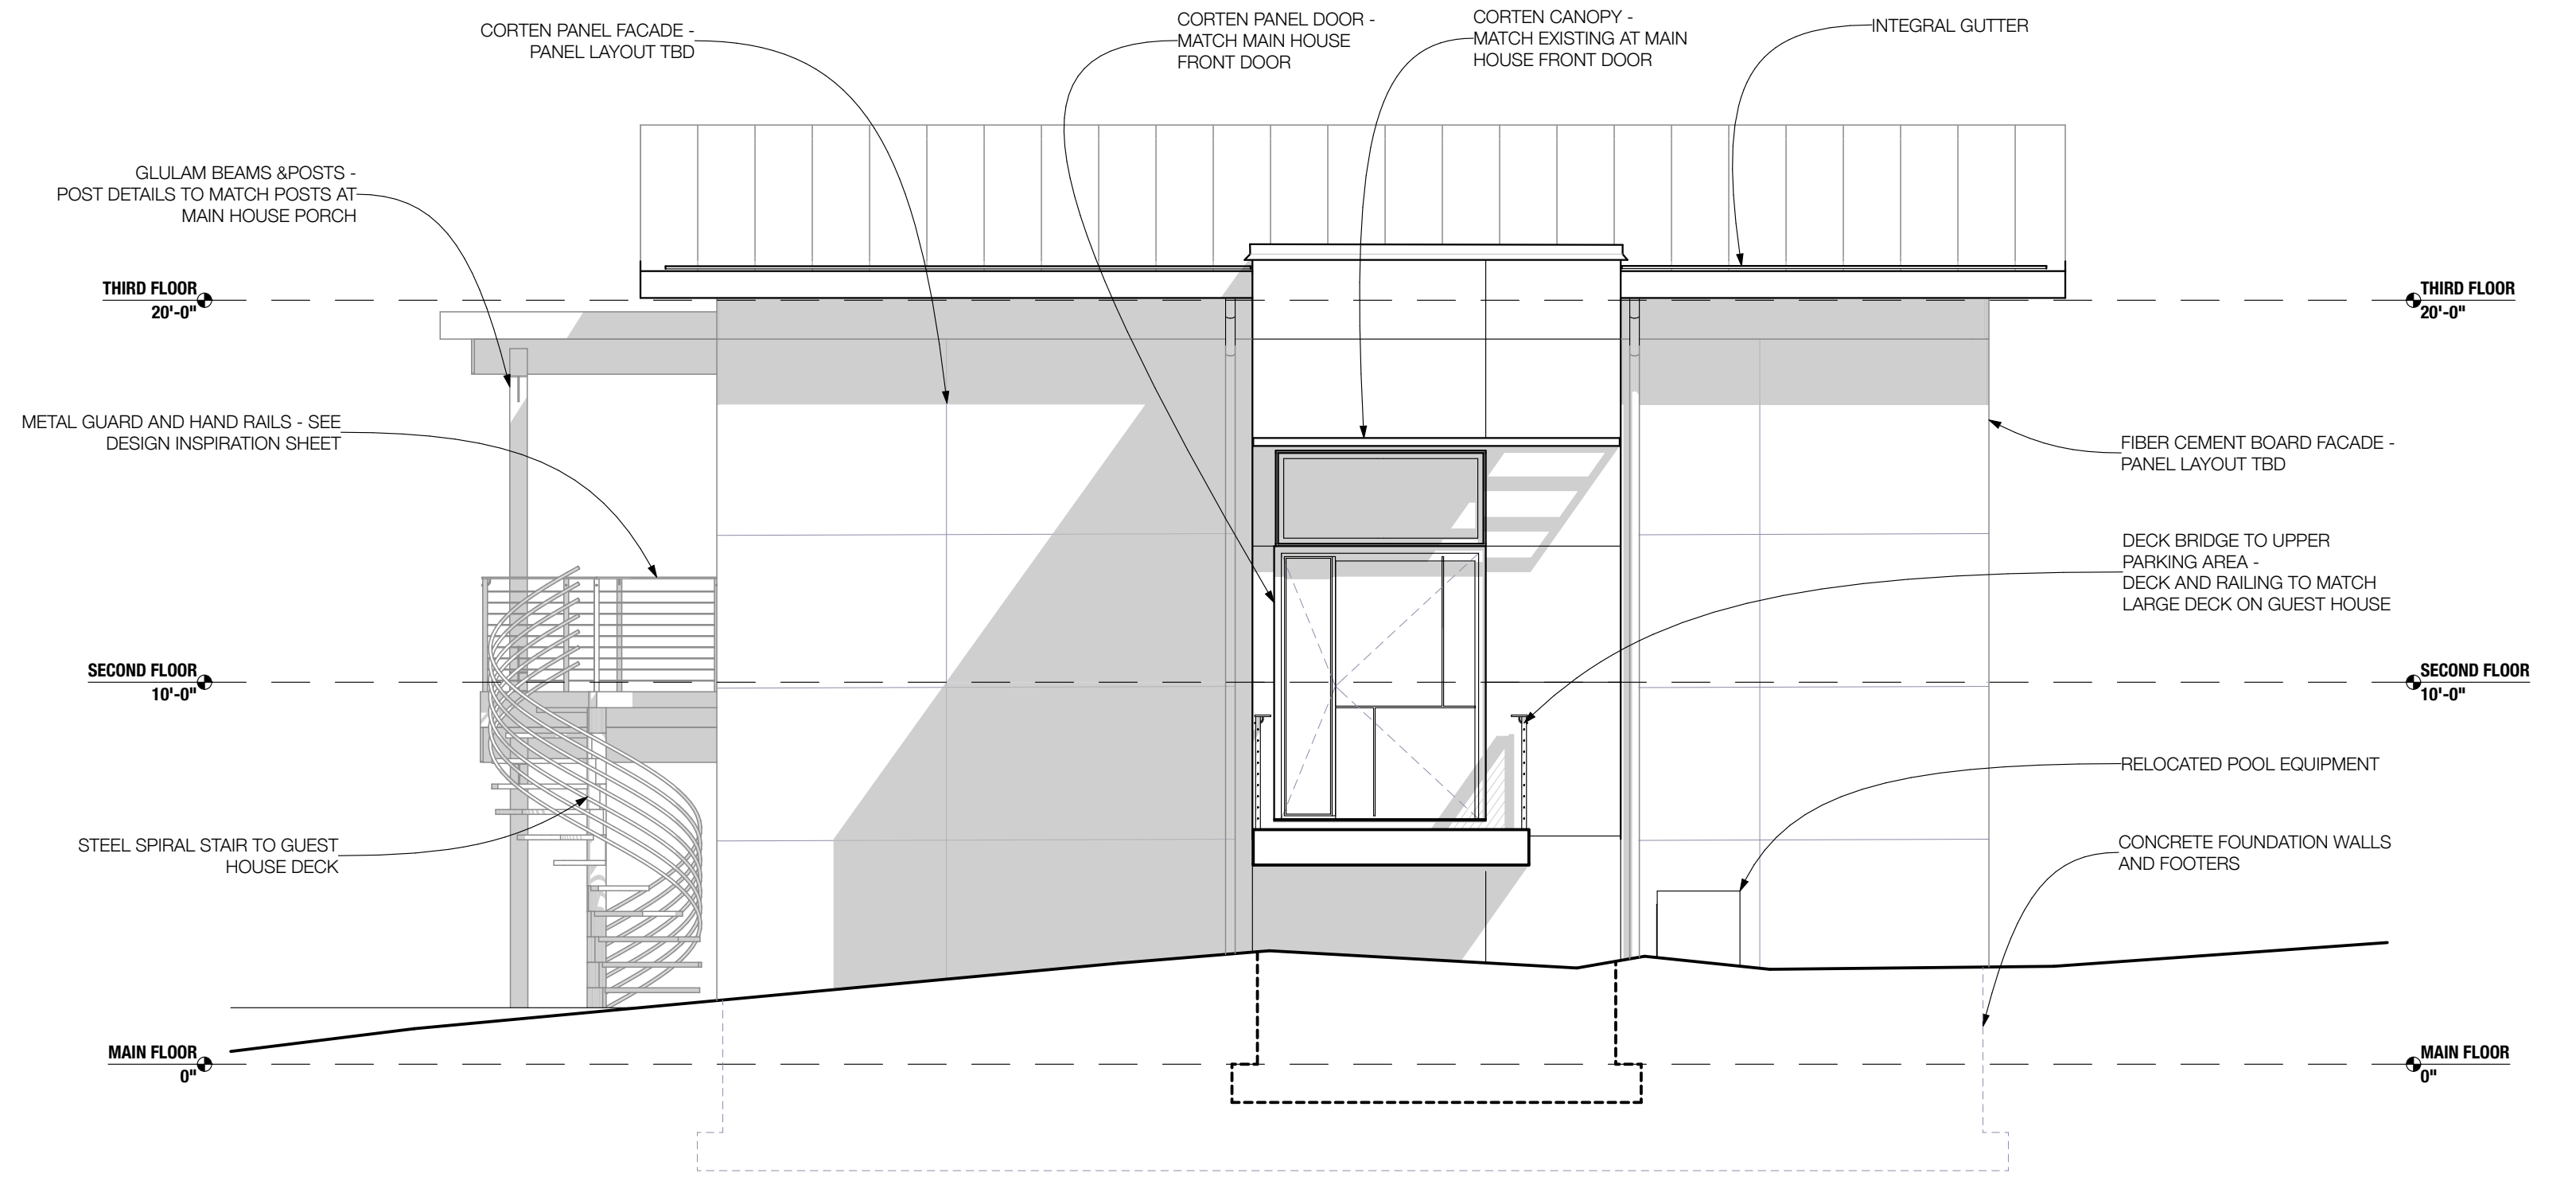 CORTEN PANEL FACADE -
PANEL LAYOUT TBD
CORTEN PANEL DOOR -
MATCH MAIN HOUSE
FRONT DOOR
CORTEN CANOPY -
MATCH EXISTING AT MAIN
HOUSE FRONT DOOR
INTEGRAL GUTTER
GLULAM BEAMS &POSTS -
POST DETAILS TO MATCH POSTS AT
MAIN HOUSE PORCH
THIRD FLOOR
20'-0"
THIRD FLOOR
20'-0"
METAL GUARD AND HAND RAILS - SEE
DESIGN INSPIRATION SHEET
FIBER CEMENT BOARD FACADE -
PANEL LAYOUT TBD
DECK BRIDGE TO UPPER
PARKING AREA -
DECK AND RAILING TO MATCH
LARGE DECK ON GUEST HOUSE
SECOND FLOOR
10'-0"
SECOND FLOOR
10'-0"
RELOCATED POOL EQUIPMENT
STEEL SPIRAL STAIR TO GUEST
HOUSE DECK
CONCRETE FOUNDATION WALLS
AND FOOTERS
MAIN FLOOR
0"
MAIN FLOOR
0"